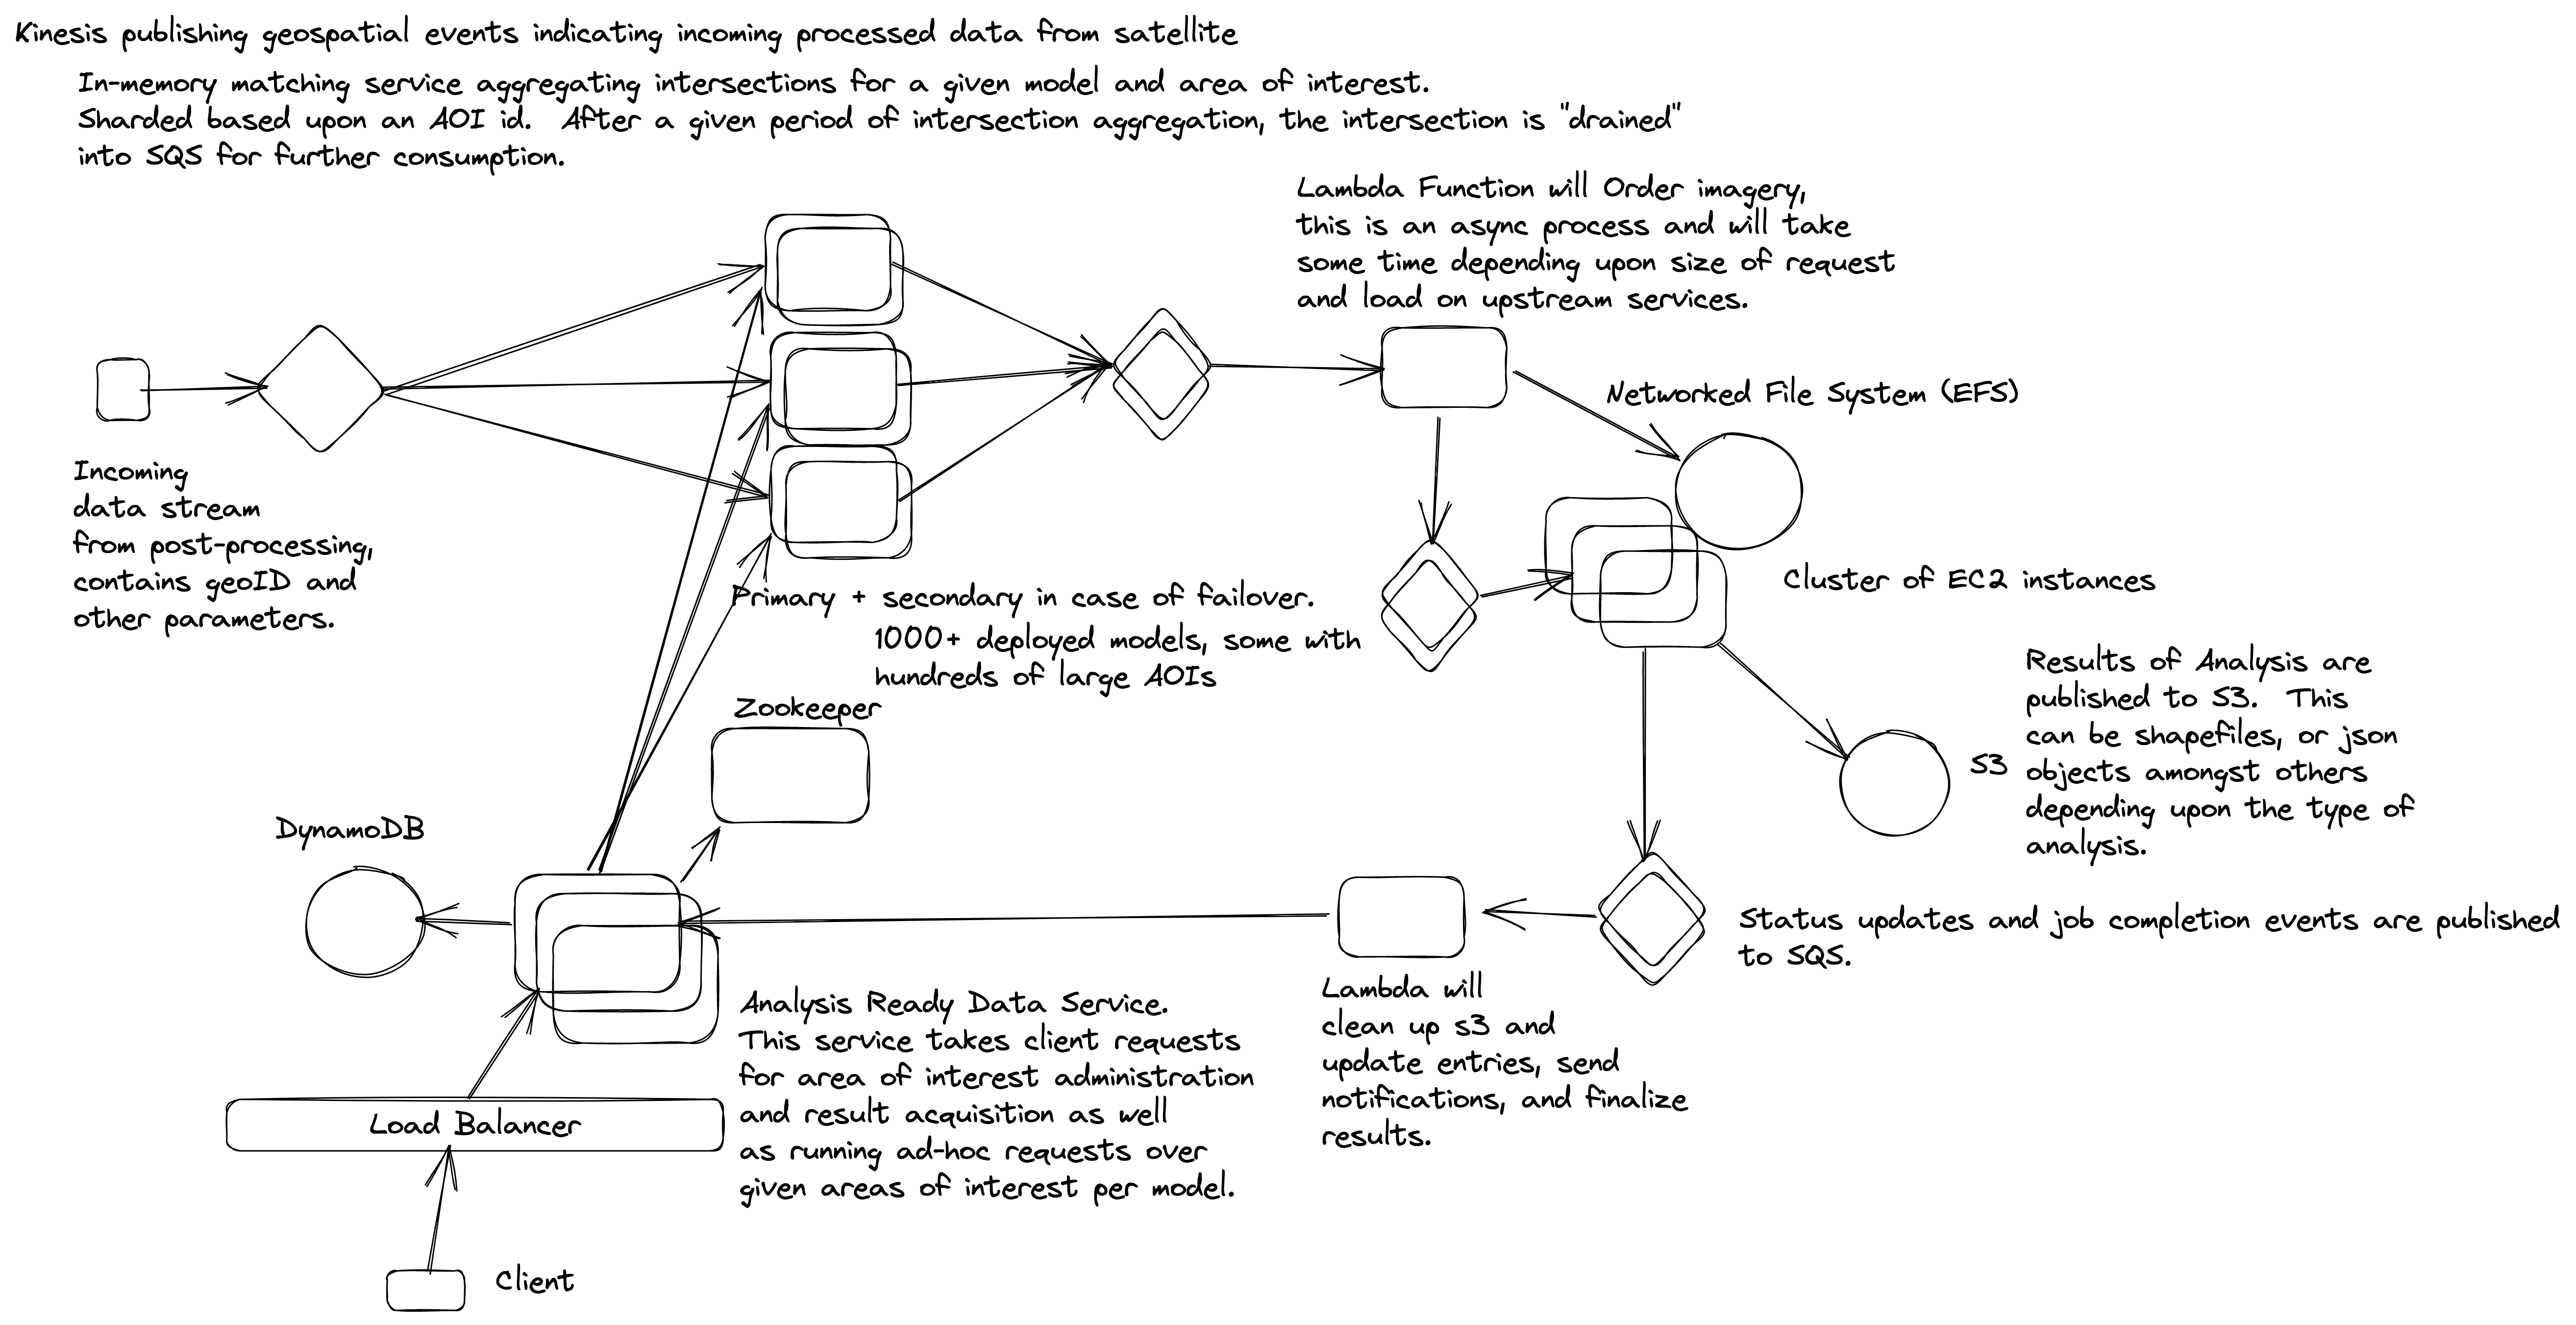 Kinesis publishing geospatial events indicating incoming processed data from satellite
In-memory matching service aggregating intersections for a given model and area of interest.
Sharded based upon an AOI id.  After a given period of intersection aggregation, the intersection is "drained"
into SQS for further consumption.
Lambda Function will Order imagery,
this is an async process and will take
some time depending upon size of request
and load on upstream services.
Networked File System (EFS)
Incoming
data stream
from post-processing,
contains geoID and
other parameters.
Primary + secondary in case of failover.
1000+ deployed models, some with
hundreds of large AOIs
Cluster of EC2 instances
Zookeeper
Results of Analysis are
published to S3.  This
can be shapefiles, or json
objects amongst others
depending upon the type of
analysis.
S3
DynamoDB
Status updates and job completion events are published
to SQS.
Lambda will
clean up s3 and
update entries, send
notifications, and finalize
results.
Analysis Ready Data Service.
This service takes client requests
for area of interest administration
and result acquisition as well
as running ad-hoc requests over
given areas of interest per model.
Load Balancer
Client